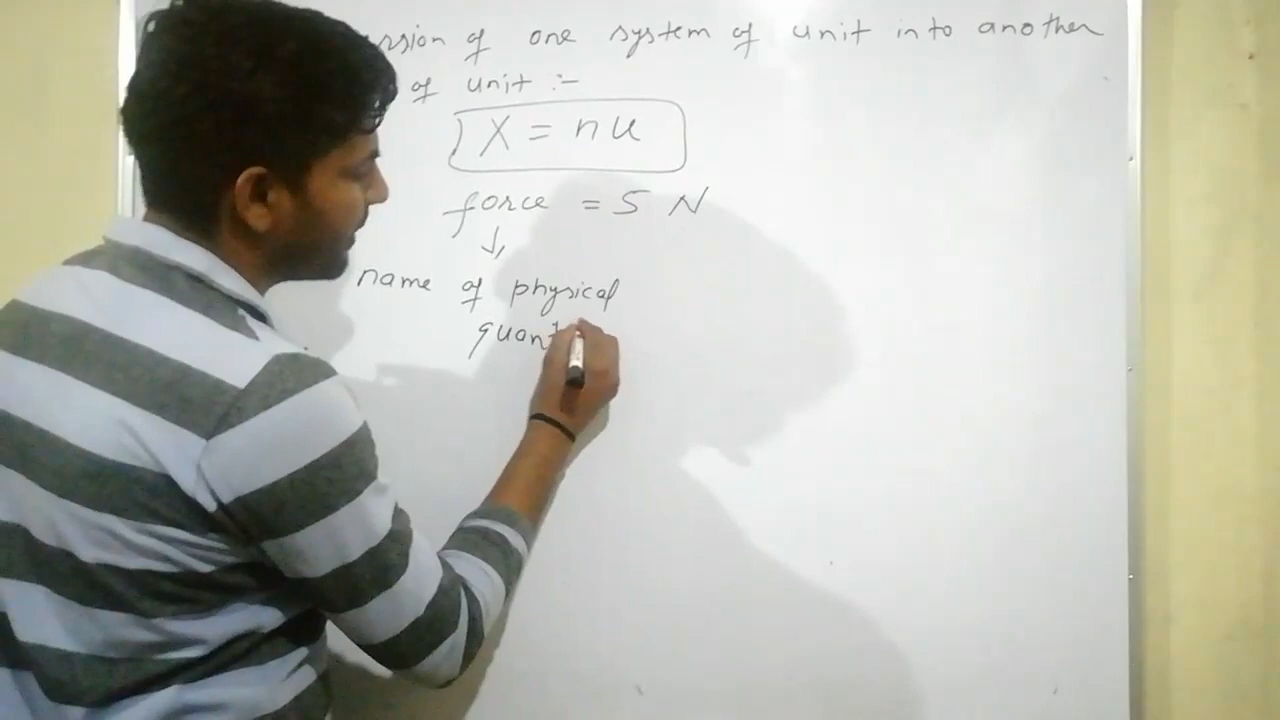 of one system of unit into another
of unit :-
X = nu
force = 5 N
↓
name of physical